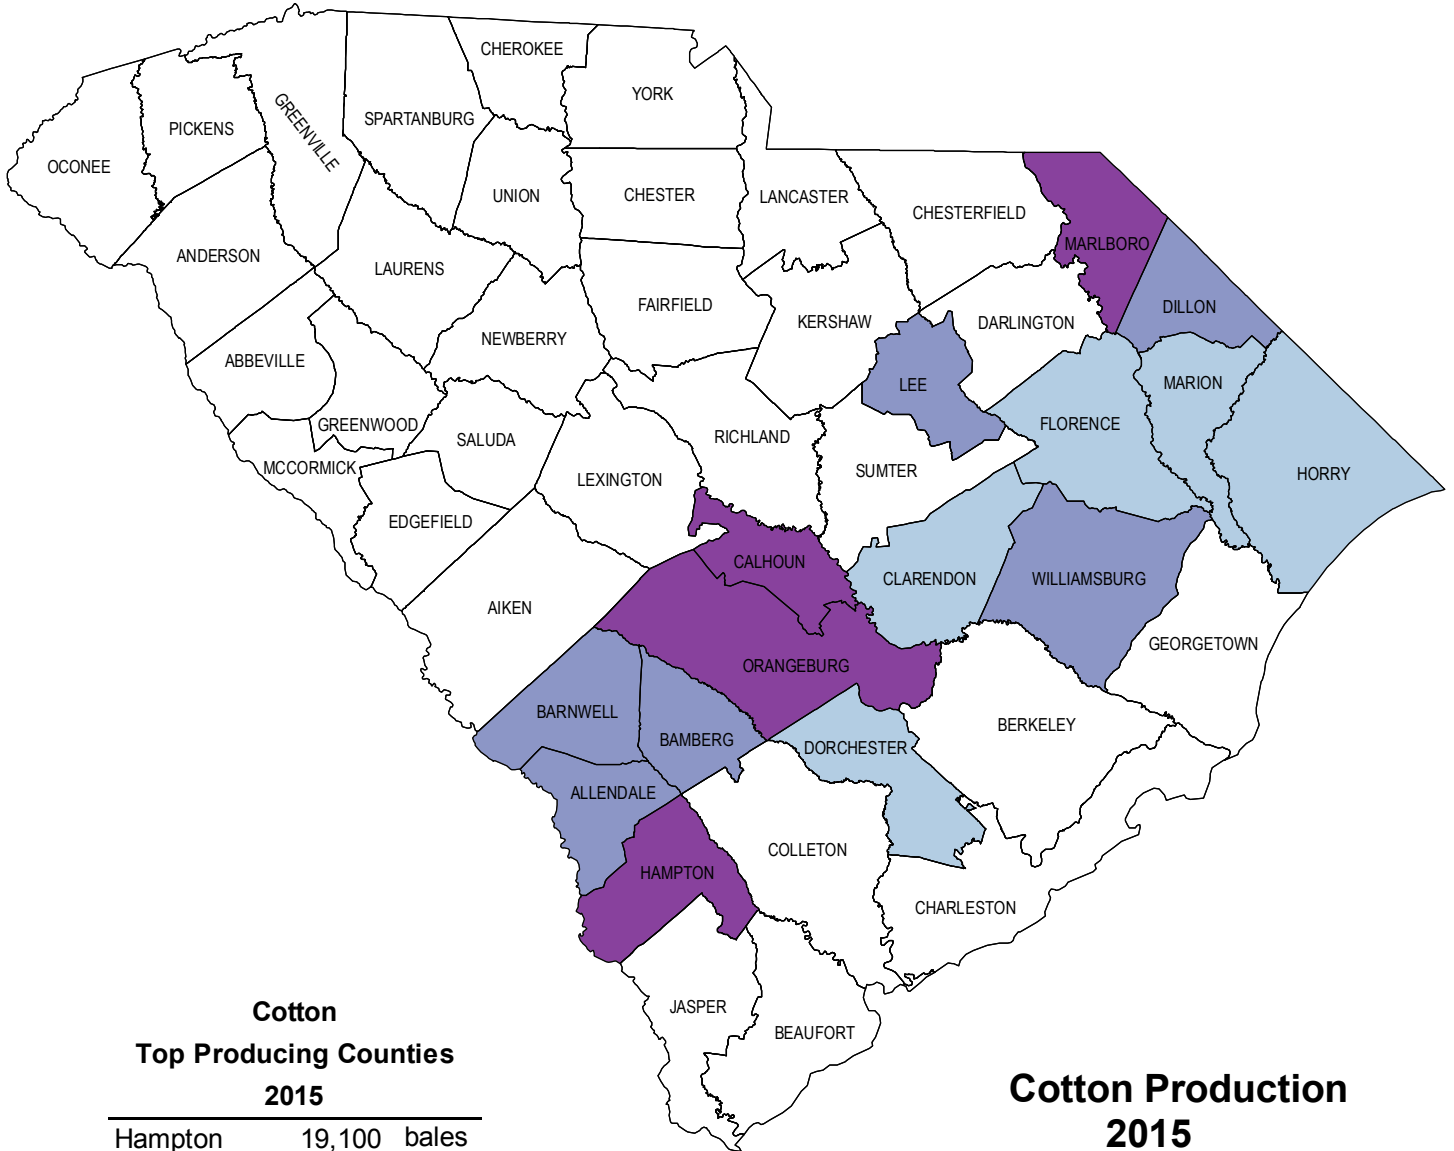 CHEROKEE
YORK
GREENVILLE
SPARTANBURG
PICKENS
OCONEE
UNION
CHESTER
LANCASTER
CHESTERFIELD
MARLBORO
ANDERSON
LAURENS
FAIRFIELD
KERSHAW
DARLINGTON
DILLON
NEWBERRY
ABBEVILLE
LEE
MARION
GREENWOOD
SALUDA
RICHLAND
FLORENCE
MCCORMICK
LEXINGTON
SUMTER
HORRY
EDGEFIELD
CALHOUN
CLARENDON
WILLIAMSBURG
AIKEN
GEORGETOWN
ORANGEBURG
BARNWELL
BAMBERG
DORCHESTER
BERKELEY
ALLENDALE
COLLETON
HAMPTON
CHARLESTON
JASPER
BEAUFORT
Cotton
Top Producing Counties
2015
Hampton 19,100 bales
Cotton Production
2015